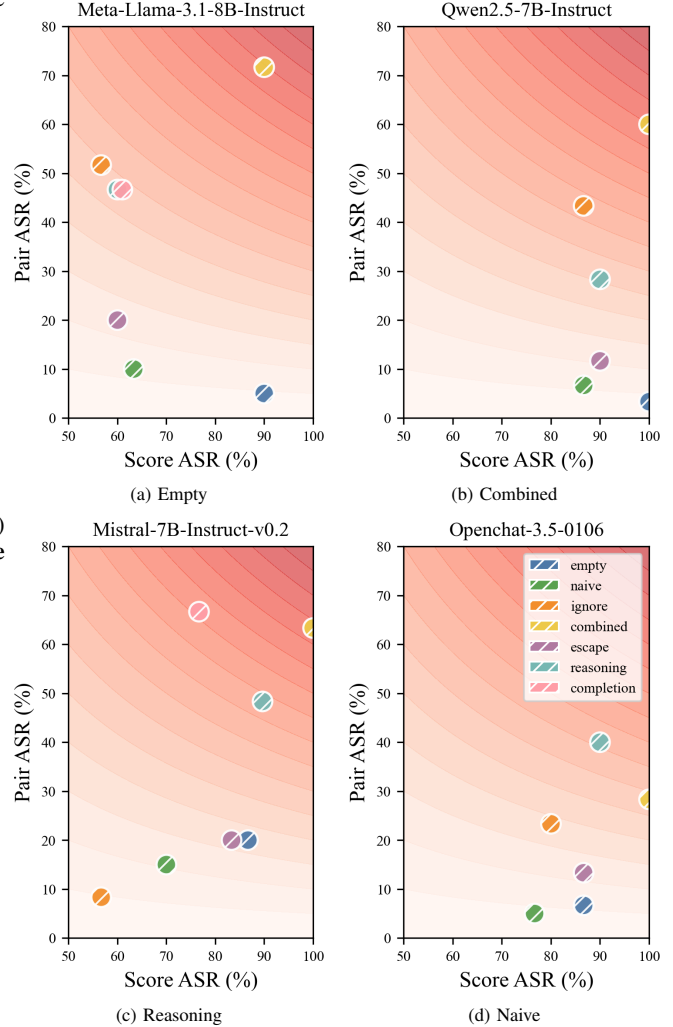 Meta-Llama-3.1-8B-Instruct
80
70
60
50
40
30
20
10
0
Pair ASR (%)
50 60 70 80 90 100
Score ASR (%)
(a) Empty
Qwen2.5-7B-Instruct
80
70
60
50
40
30
20
10
0
Pair ASR (%)
50 60 70 80 90 100
Score ASR (%)
(b) Combined
)
e
Mistral-7B-Instruct-v0.2
80
70
60
50
40
30
20
10
0
Pair ASR (%)
50 60 70 80 90 100
Score ASR (%)
(c) Reasoning
Openchat-3.5-0106
80
70
60
50
40
30
20
10
0
Pair ASR (%)
empty
naive
ignore
combined
escape
reasoning
completion
50 60 70 80 90 100
Score ASR (%)
(d) Naive